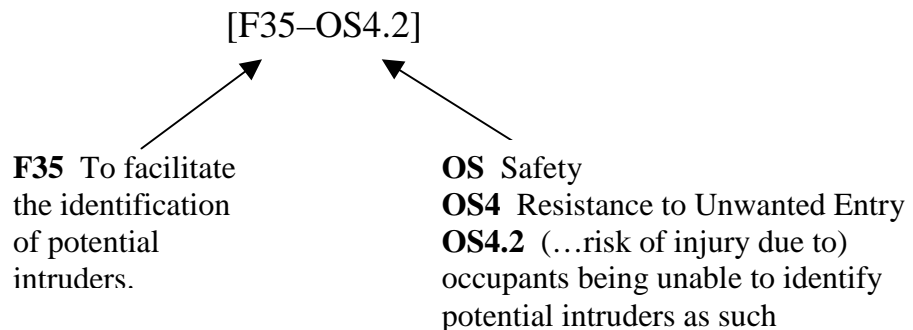 [F35–OS4.2]
F35 To facilitate
the identification
of potential
intruders.
OS Safety
OS4 Resistance to Unwanted Entry
OS4.2 (…risk of injury due to)
occupants being unable to identify
potential intruders as such